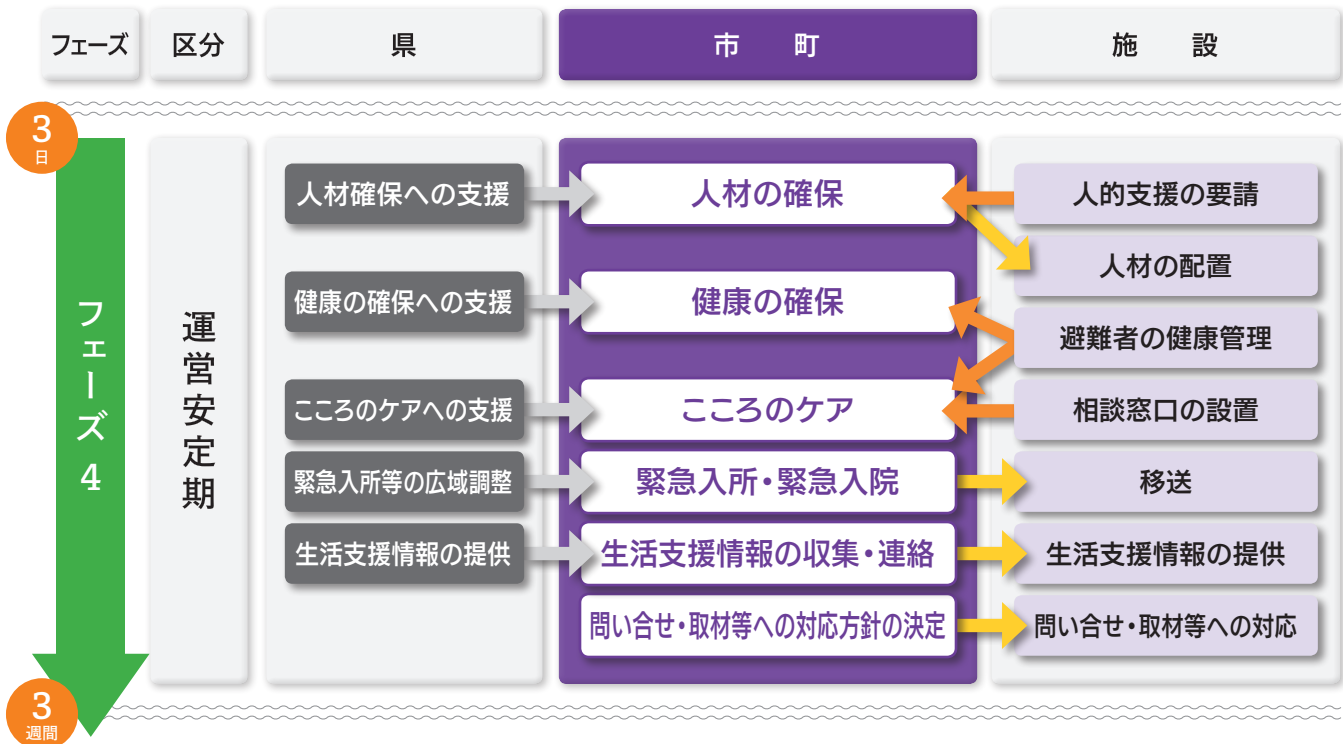 フェーズ
区分
県
市 町
施 設
3
日
フェーズ4
運営安定期
人材確保への支援
人材の確保
人的支援の要請
人材の配置
健康の確保への支援
健康の確保
避難者の健康管理
こころのケアへの支援
こころのケア
相談窓口の設置
緊急入所等の広域調整
緊急入所・緊急入院
移送
生活支援情報の提供
生活支援情報の収集・連絡
生活支援情報の提供
問い合せ・取材等への対応方針の決定
問い合せ・取材等への対応
3
週間